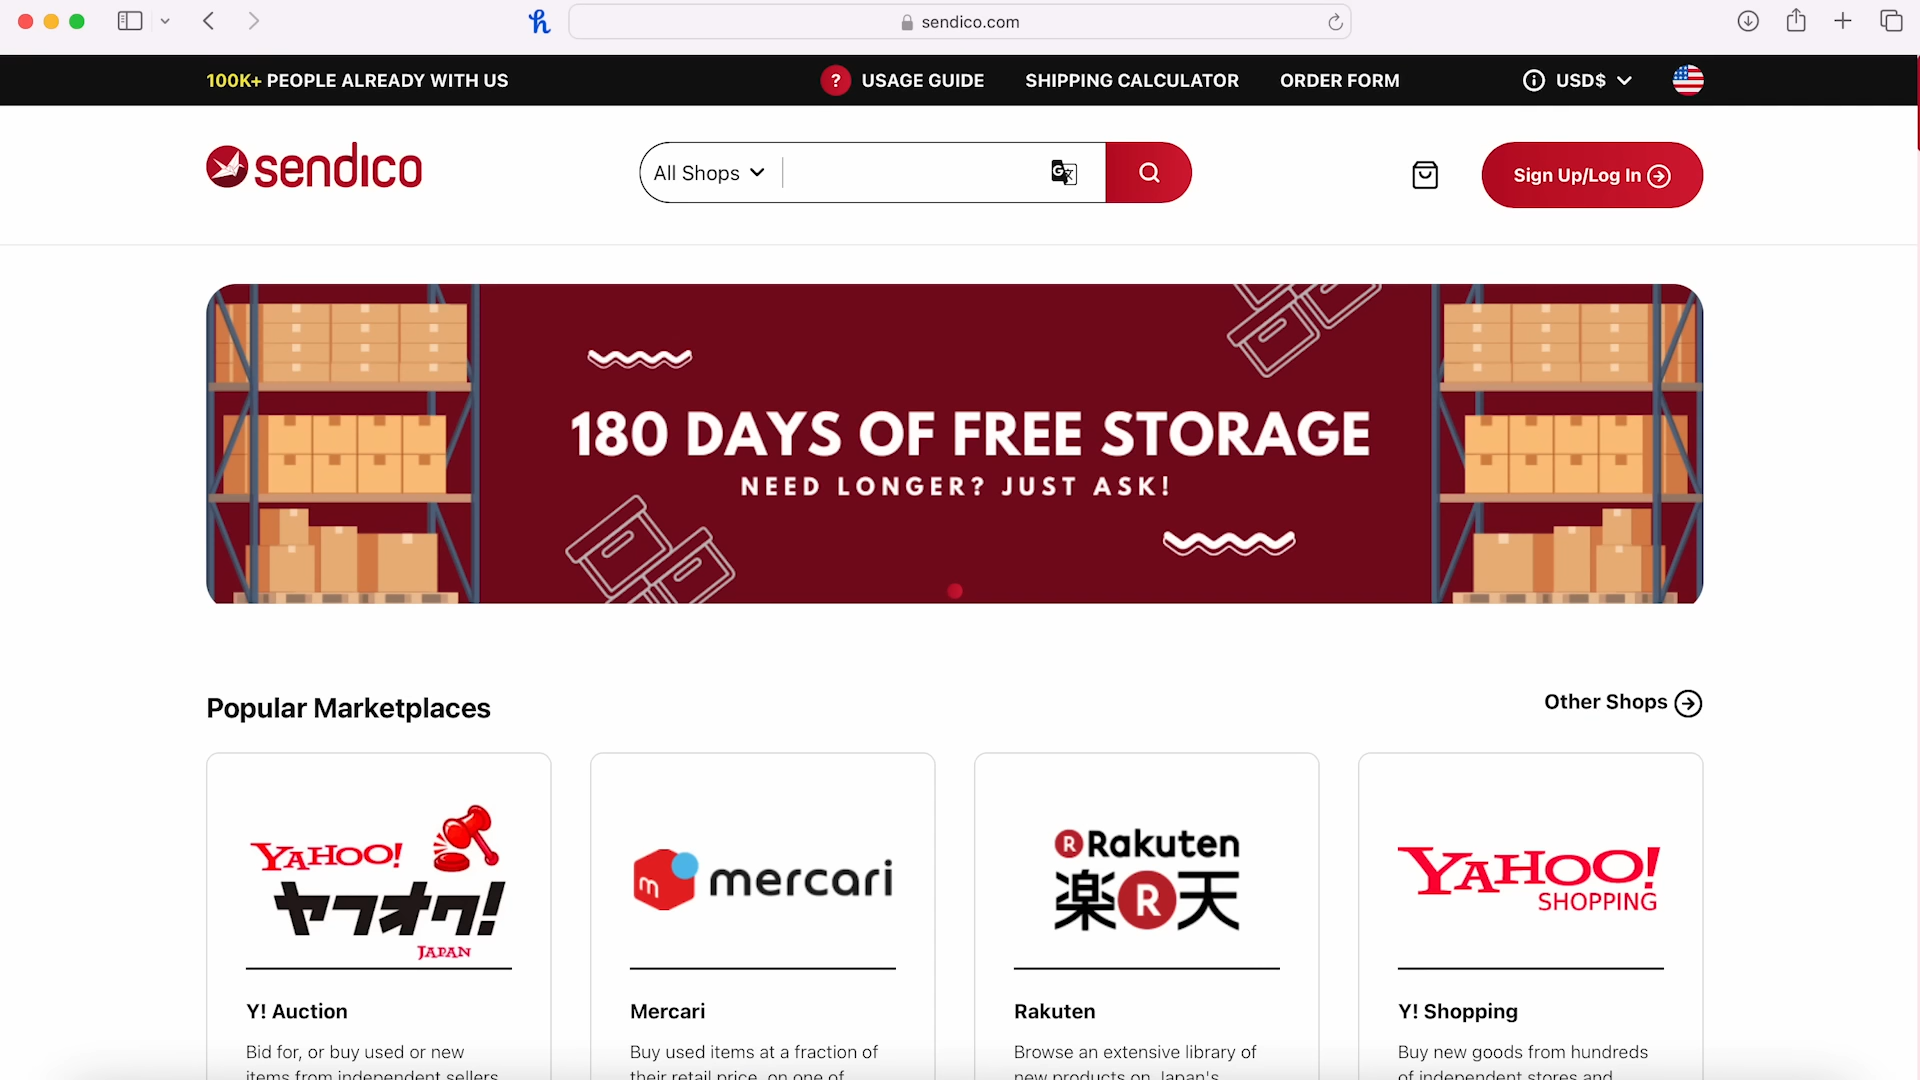 sendico.com
100K+ PEOPLE ALREADY WITH US
? USAGE GUIDE
SHIPPING CALCULATOR
ORDER FORM
USD$
sendico
All Shops
Sign Up/Log In
180 DAYS OF FREE STORAGE
NEED LONGER? JUST ASK!
Popular Marketplaces
Other Shops
YAHOO!
ヤフオク!
JAPAN
Y! Auction
Bid for, or buy used or new
items from independent sellers
m mercari
Mercari
Buy used items at a fraction of
their retail price, on one of
R Rakuten
楽R天
Rakuten
Browse an extensive library of
new products on Japan's
YAHOO!
SHOPPING
Y! Shopping
Buy new goods from hundreds
of independent stores and